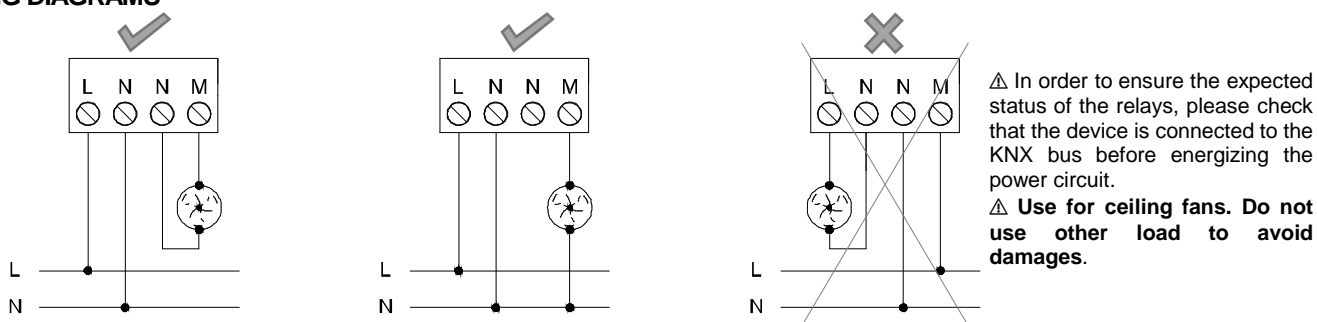 NG DIAGRAMS
L N N M
L
N
L N N M
L
N
L N N M
L
N
⚠ In order to ensure the expected
status of the relays, please check
that the device is connected to the
KNX bus before energizing the
power circuit.
⚠ Use for ceiling fans. Do not
use other load to avoid
damages.